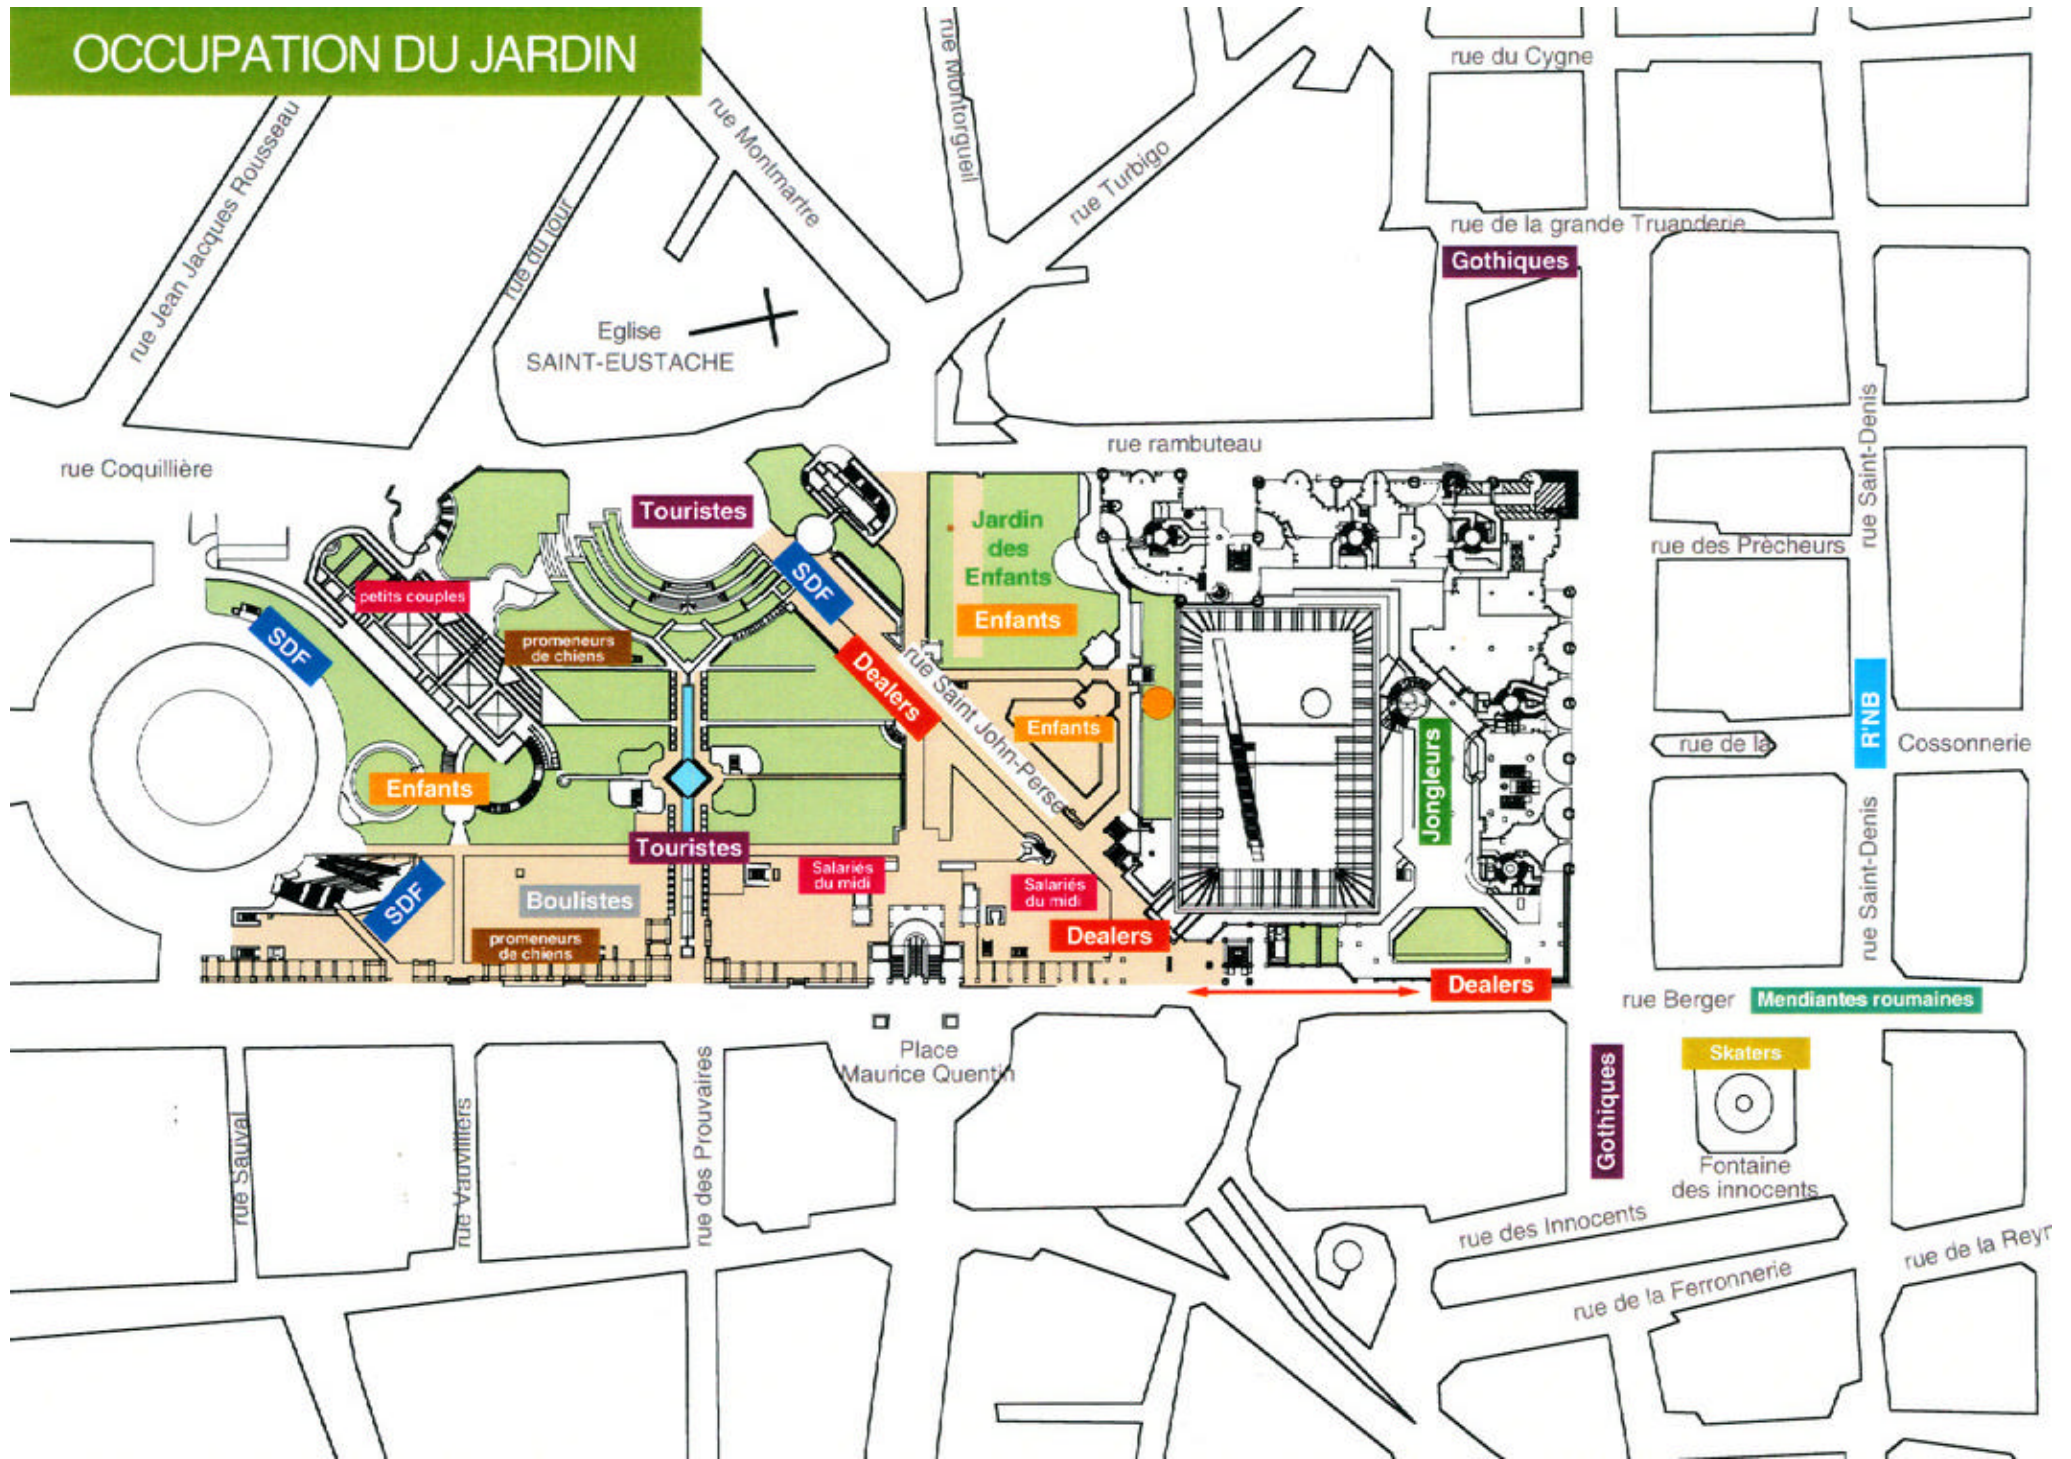 OCCUPATION DU JARDIN
rue Jean Jacques Rousseau
rue du jour
rue Montmartre
rue Montorgueil
rue Turbigo
rue du Cygne
rue de la grande Truanderie
Gothiques
Eglise
SAINT-EUSTACHE
rue rambuteau
rue Coquillière
rue Saint-Denis
Touristes
Jardin
des
Enfants
rue des Prècheurs
SDF
petits couples
Enfants
SDF
promeneurs
de chiens
Dealers
rue Saint John-Perse
Enfants
R'NB
Jongleurs
rue de la
Cossonnerie
Enfants
Touristes
Salariés
du midi
Salariés
du midi
rue Saint-Denis
SDF
Boulistes
promeneurs
de chiens
Dealers
Dealers
rue Berger
Mendiantes roumaines
Place
Maurice Quentin
Gothiques
Skaters
Fontaine
des innocents
rue Sauval
rue Vauvilliers
rue des Prouvaires
rue des Innocents
rue de la Ferronnerie
rue de la Reyn